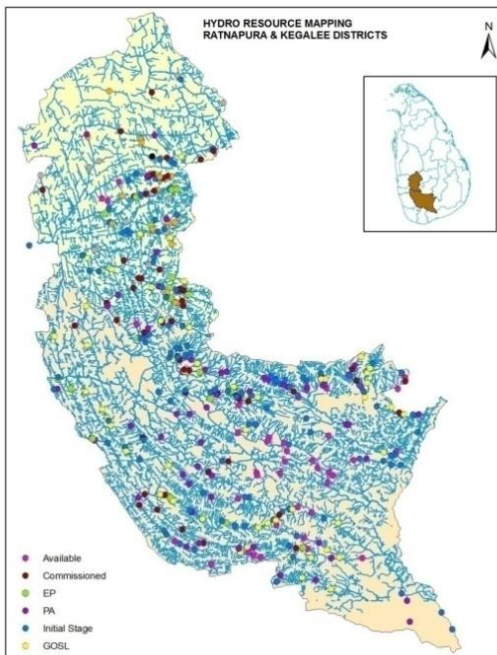 HYDRO RESOURCE MAPPING
RATNAPURA & KEGALEE DISTRICTS
N
Available
Commissioned
EP
PA
Initial Stage
GOSL